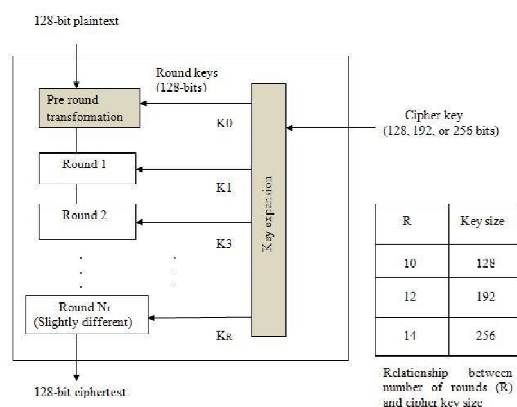 128-bit plaintext
Round keys
(128-bits)
Pre round
transformation
K0
Cipher key
(128, 192, or 256 bits)
Round 1
K1
Round 2
K3
Key expansion
R Key size
10 128
12 192
14 256
Round Nr
(Slightly different)
KR
128-bit ciphertest
Relationship between
number of rounds (R)
and cipher key size